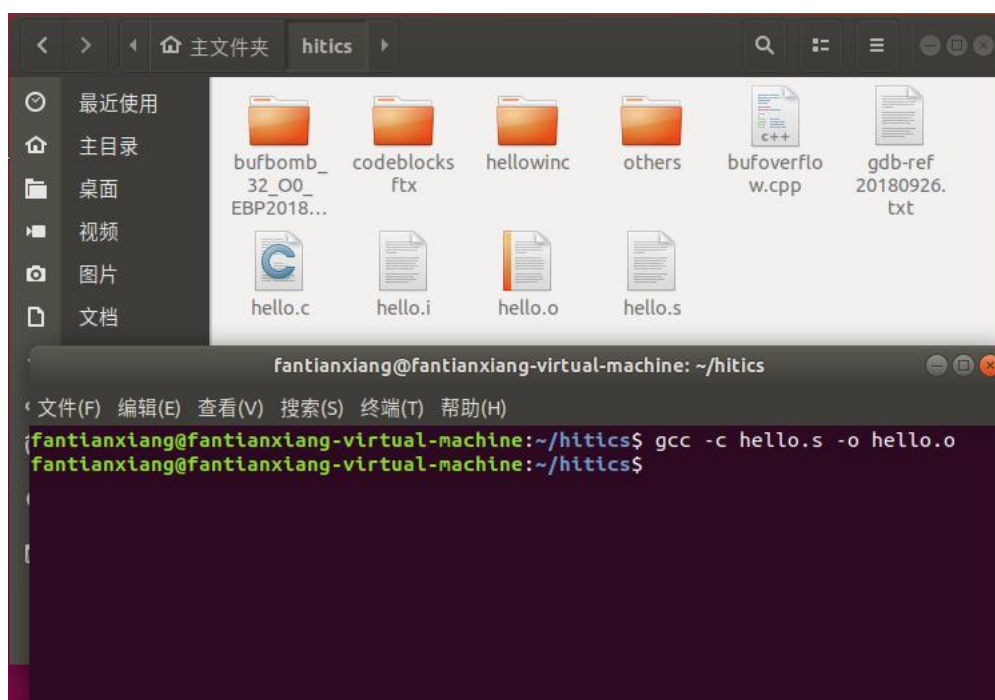 主文件夹 hitics
最近使用
主目录
桌面
视频
图片
文档
bufbomb_
32_O0_
EBP2018...
codeblocks
ftx
hellowinc
others
c++
bufoverflo
w.cpp
gdb-ref
20180926.
txt
hello.c
hello.i
hello.o
hello.s
fantianxiang@fantianxiang-virtual-machine: ~/hitics
文件(F) 编辑(E) 查看(V) 搜索(S) 终端(T) 帮助(H)
fantianxiang@fantianxiang-virtual-machine:~/hitics$ gcc -c hello.s -o hello.o
fantianxiang@fantianxiang-virtual-machine:~/hitics$